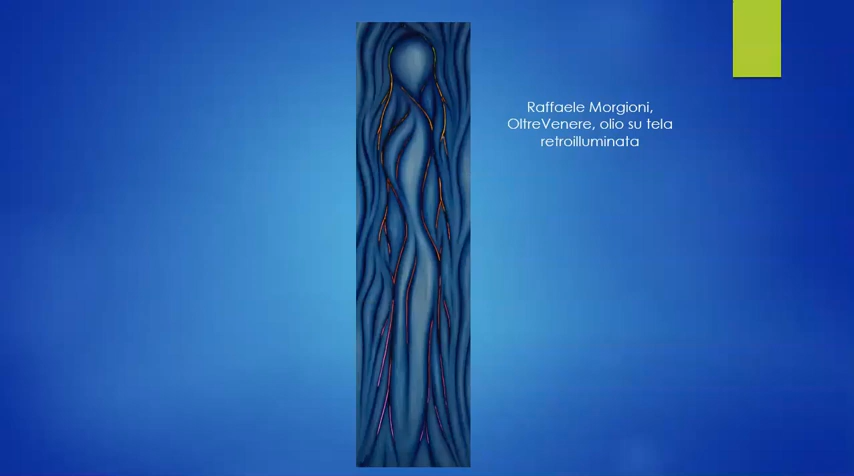 Raffaele Morgioni,
OltreVenere, olio su tela
retroilluminata